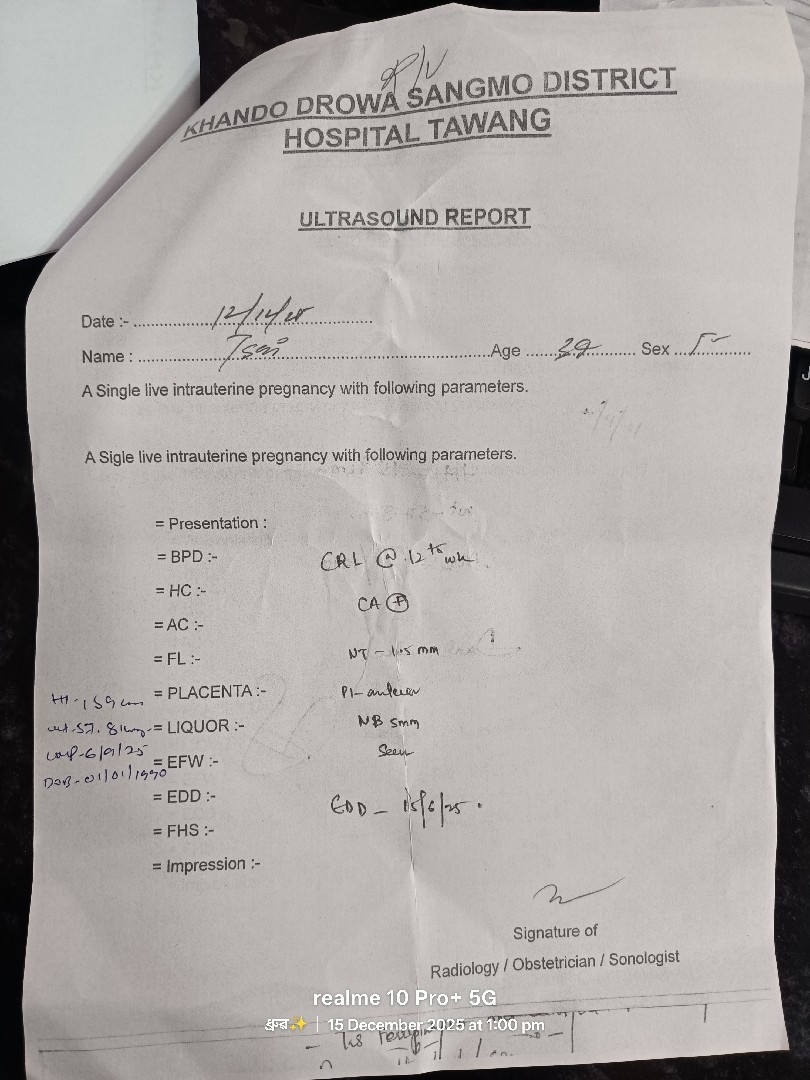 KHANDO DROWA SANGMO DISTRICT
HOSPITAL TAWANG
ULTRASOUND REPORT
Date :- 12/12/25
Name : Tsei Age 39 Sex F
A Single live intrauterine pregnancy with following parameters.
A Sigle live intrauterine pregnancy with following parameters.
= Presentation :
= BPD :- CRL @ 12 wk
= HC :- CA +
= AC :-
= FL :- NT - 1.5 mm
Ht - 159 cm = PLACENTA :- Pl - anterior
wt - 57.8 kg = LIQUOR :- NB 5mm
LMP - 6/9/25 = EFW :- Seen
DOB - 01/01/1990
= EDD :- EDD - 15/6/25
= FHS :-
= Impression :-
Signature of
Radiology / Obstetrician / Sonologist
realme 10 Pro+ 5G
ध्रुव✨ | 15 December 2025 at 1:00 pm